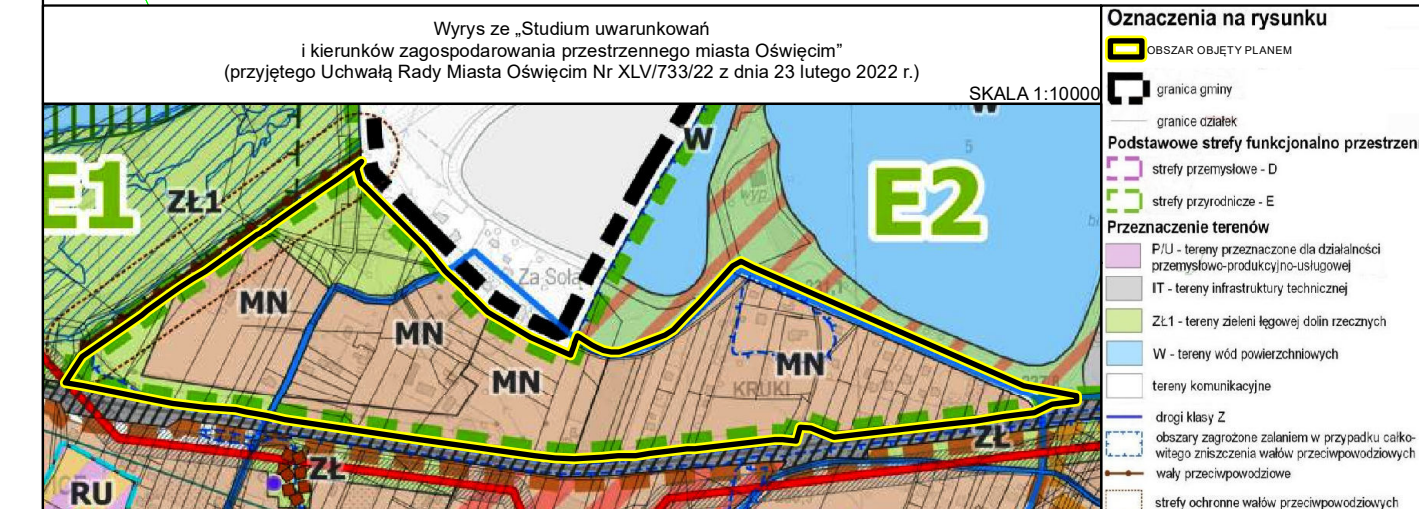 Wyrys ze „Studium uwarunkowań
i kierunków zagospodarowania przestrzennego miasta Oświęcim”
(przyjętego Uchwałą Rady Miasta Oświęcim Nr XLV/733/22 z dnia 23 lutego 2022 r.)
SKALA 1:10000
E1
ZŁ1
MN
MN
MN
MN
W
W
E2
wyp.
5
Za Sołą
KRUKI
ZŁ
ZŁ
RU
Oznaczenia na rysunku
OBSZAR OBJĘTY PLANEM
granica gminy
granice działek
Podstawowe strefy funkcjonalno przestrzen
strefy przemysłowe - D
strefy przyrodnicze - E
Przeznaczenie terenów
P/U - tereny przeznaczone dla działalności
przemysłowo-produkcyjno-usługowej
IT - tereny infrastruktury technicznej
ZŁ1 - tereny zieleni łęgowej dolin rzecznych
W - tereny wód powierzchniowych
tereny komunikacyjne
drogi klasy Z
obszary zagrożone zalaniem w przypadku całko-
witego zniszczenia wałów przeciwpowodziowych
wały przeciwpowodziowe
strefy ochronne wałów przeciwpowodziowych